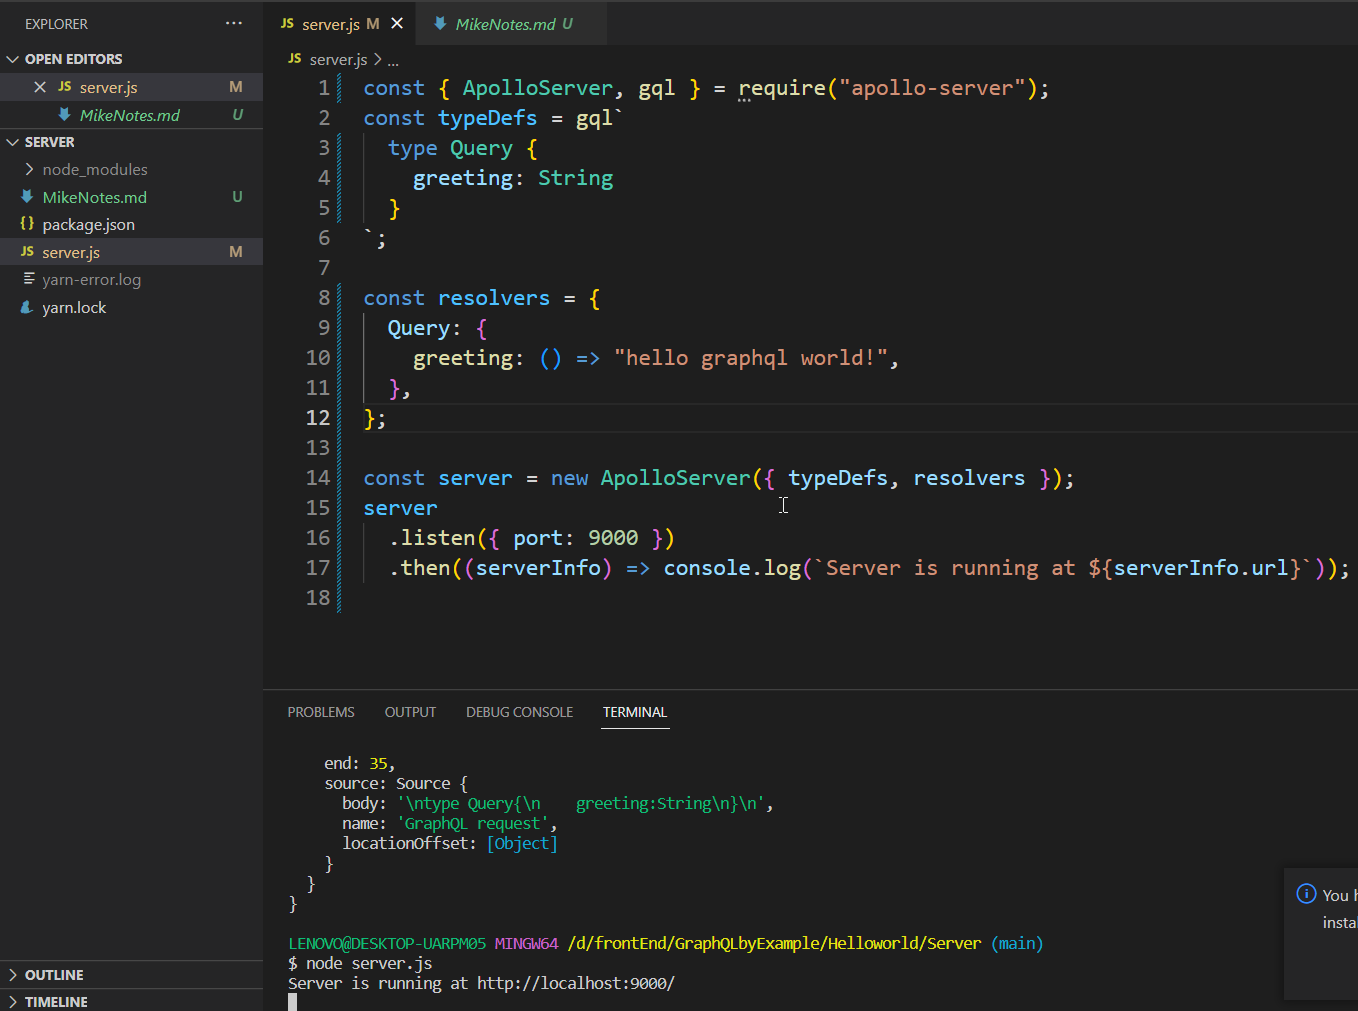 EXPLORER
OPEN EDITORS
JS server.js M
MikeNotes.md U
SERVER
node_modules
MikeNotes.md U
{} package.json
JS server.js M
yarn-error.log
yarn.lock
OUTLINE
TIMELINE
JS server.js M
MikeNotes.md U
JS server.js > ...
1 const { ApolloServer, gql } = require("apollo-server");
2 const typeDefs = gql`
3   type Query {
4     greeting: String
5   }
6 `;
7
8 const resolvers = {
9   Query: {
10     greeting: () => "hello graphql world!",
11   },
12 };
13
14 const server = new ApolloServer({ typeDefs, resolvers });
15 server
16   .listen({ port: 9000 })
17   .then((serverInfo) => console.log(`Server is running at ${serverInfo.url}`));
18
PROBLEMS OUTPUT DEBUG CONSOLE TERMINAL
    end: 35,
    source: Source {
      body: '\ntype Query{\n    greeting:String\n}\n',
      name: 'GraphQL request',
      locationOffset: [Object]
    }
  }
}
LENOVO@DESKTOP-UARPM05 MINGW64 /d/frontEnd/GraphQLbyExample/Helloworld/Server (main)
$ node server.js
Server is running at http://localhost:9000/
You